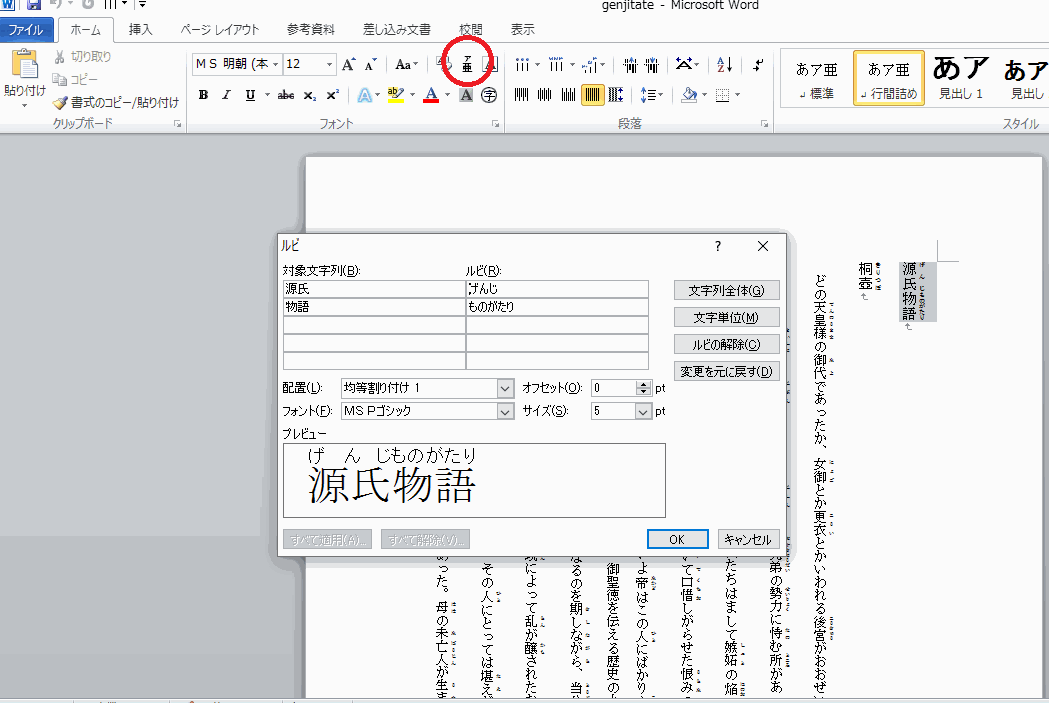 genjitate - Microsoft Word
ファイル ホーム 挿入 ページ レイアウト 参考資料 差し込み文書 校閲 表示
貼り付け
切り取り
コピー
書式のコピー/貼り付け
クリップボード
ＭＳ 明朝 (本 12
フォント
段落
あア亜 標準
あア亜 行間詰め
あア 見出し 1
あア 見出し
スタイル
ルビ
対象文字列(B): ルビ(R):
源氏 げんじ
物語 ものがたり
文字列全体(G)
文字単位(M)
ルビの解除(C)
変更を元に戻す(D)
配置(L): 均等割り付け 1 オフセット(O): 0 pt
フォント(F): MS Pゴシック サイズ(S): 5 pt
プレビュー
げんじものがたり
源氏物語
すべて適用(A)... すべて解除(V)...
OK キャンセル
源氏物語
桐壺
どの天皇様の御代であったか、女御とか更衣とかいわれる後宮がおおぜ
兄弟の勢力に恃む所があ
たちはまして嫉妬の焔
て口惜しがらせた恨み
よ帝はこの人にばかり
御聖徳を伝える歴史の
なるのを期しながら、当
によって乱が醸された
その人にとっては堪え
あった。母の未亡人が生